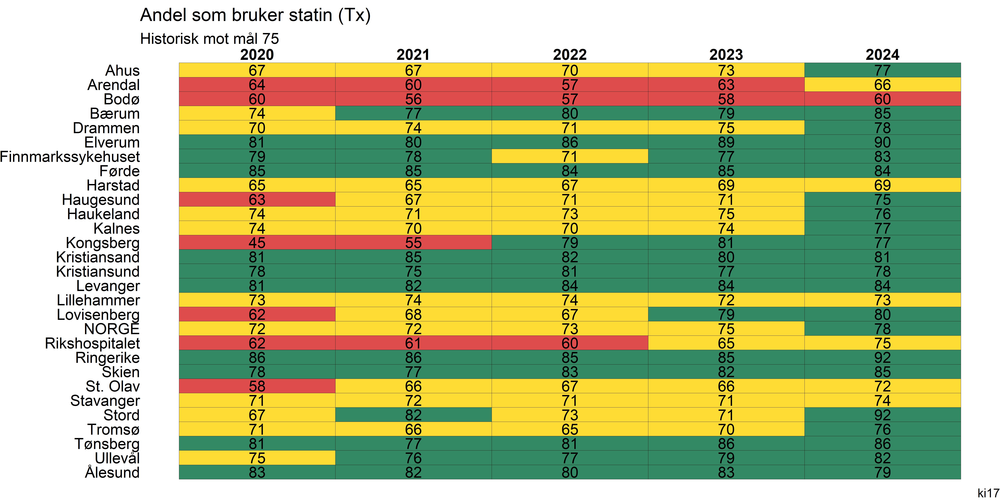 Andel som bruker statin (Tx)
Historisk mot mål 75
2020 2021 2022 2023 2024
Ahus 67 67 70 73 77
Arendal 64 60 57 63 66
Bodø 60 56 57 58 60
Bærum 74 77 80 79 85
Drammen 70 74 71 75 78
Elverum 81 80 86 89 90
Finnmarkssykehuset 79 78 71 77 83
Førde 85 85 84 85 84
Harstad 65 65 67 69 69
Haugesund 63 67 71 71 75
Haukeland 74 71 73 75 76
Kalnes 74 70 70 74 77
Kongsberg 45 55 79 81 77
Kristiansand 81 85 82 80 81
Kristiansund 78 75 81 77 78
Levanger 81 82 84 84 84
Lillehammer 73 74 74 72 73
Lovisenberg 62 68 67 79 80
NORGE 72 72 73 75 78
Rikshospitalet 62 61 60 65 75
Ringerike 86 86 85 85 92
Skien 78 77 83 82 85
St. Olav 58 66 67 66 72
Stavanger 71 72 71 71 74
Stord 67 82 73 71 92
Tromsø 71 66 65 70 76
Tønsberg 81 77 81 86 86
Ullevål 75 76 77 79 82
Ålesund 83 82 80 83 79
ki17